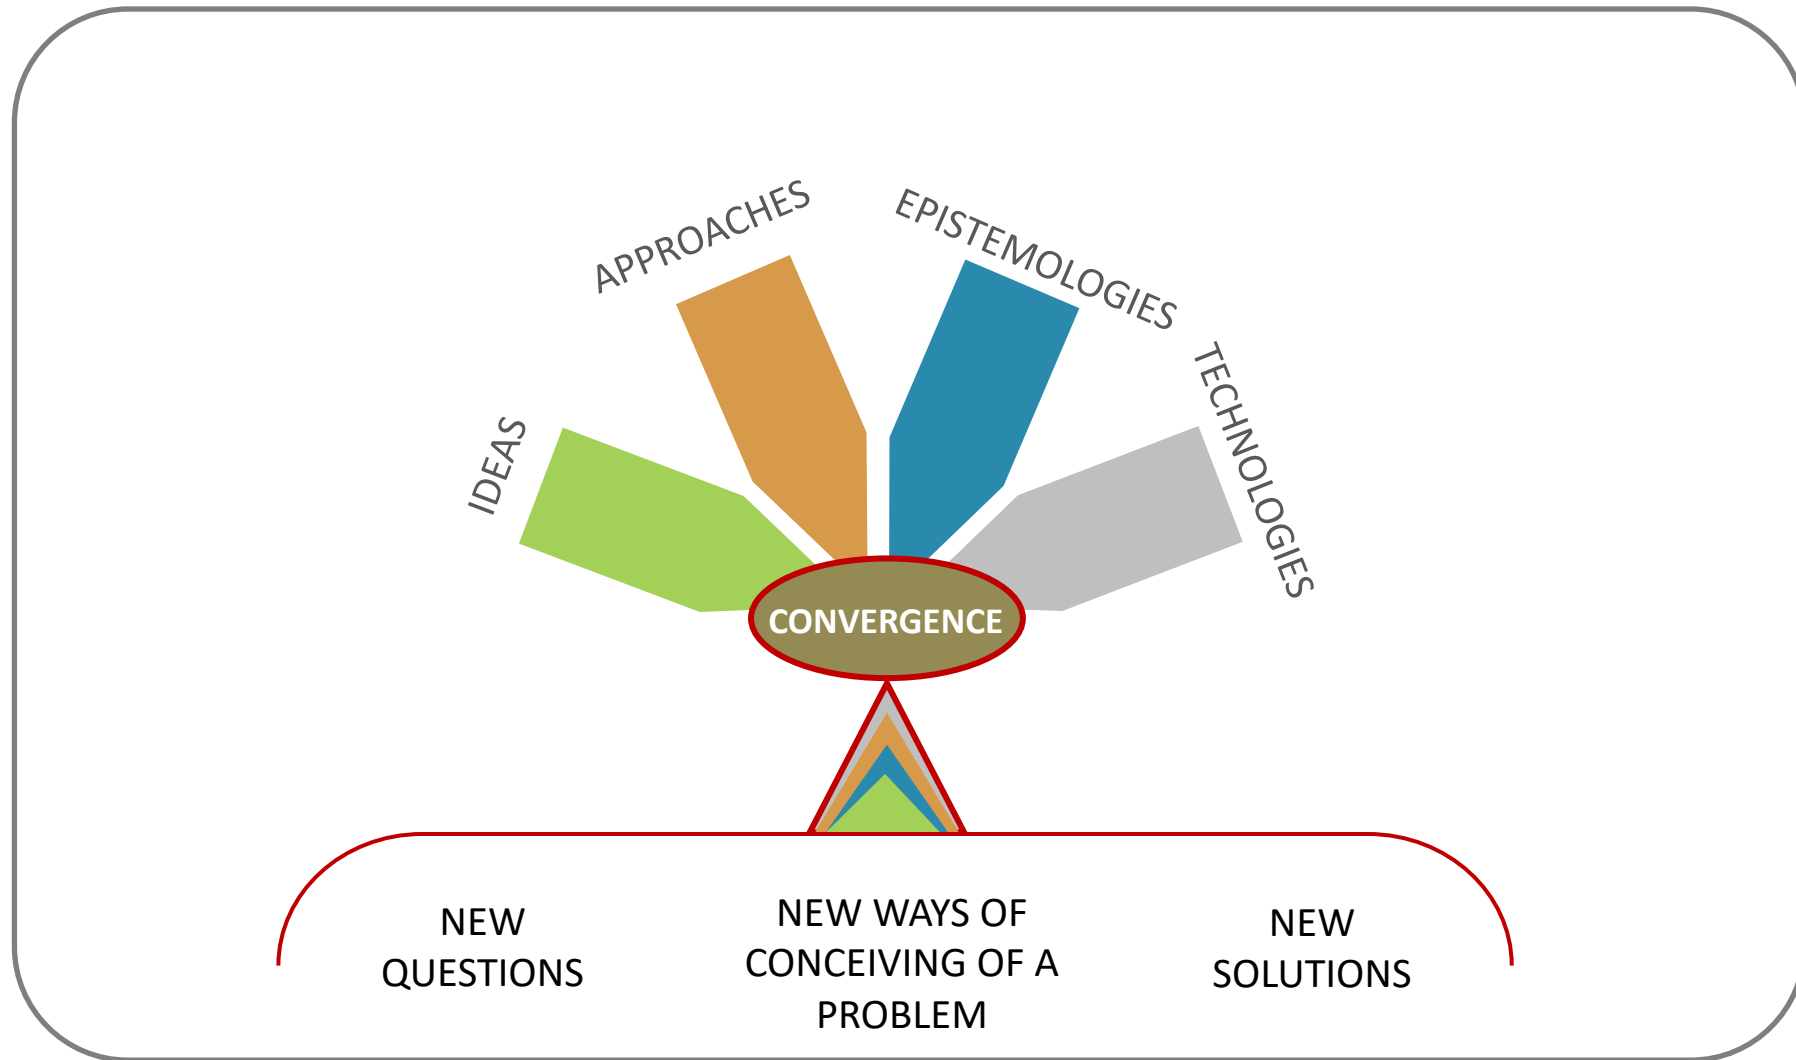 APPROACHES
EPISTEMOLOGIES
IDEAS
TECHNOLOGIES
CONVERGENCE
NEW
QUESTIONS
NEW WAYS OF
CONCEIVING OF A
PROBLEM
NEW
SOLUTIONS